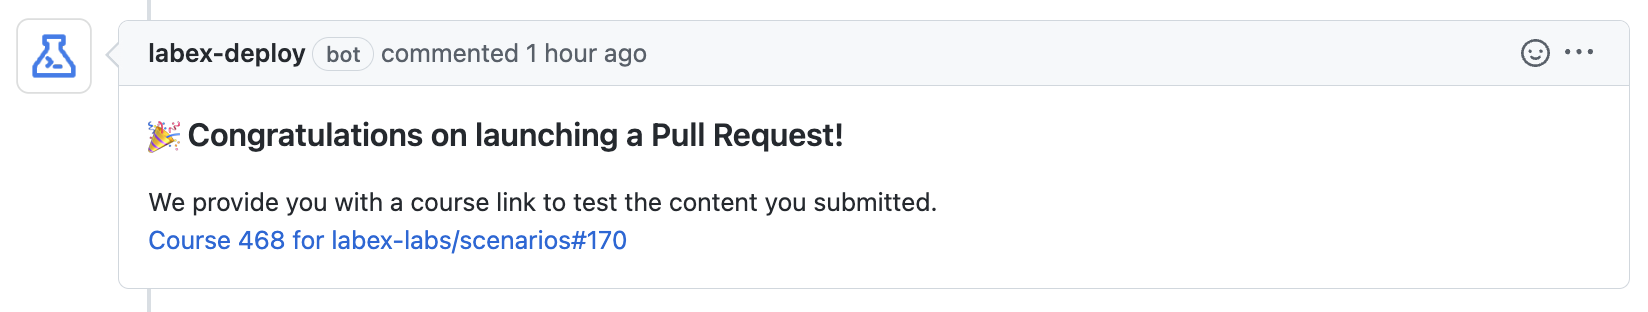 labex-deploy bot commented 1 hour ago
🎉 Congratulations on launching a Pull Request!
We provide you with a course link to test the content you submitted.
Course 468 for labex-labs/scenarios#170